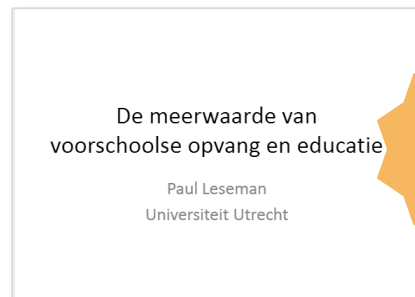 De meerwaarde van
voorschoolse opvang en educatie
Paul Leseman
Universiteit Utrecht